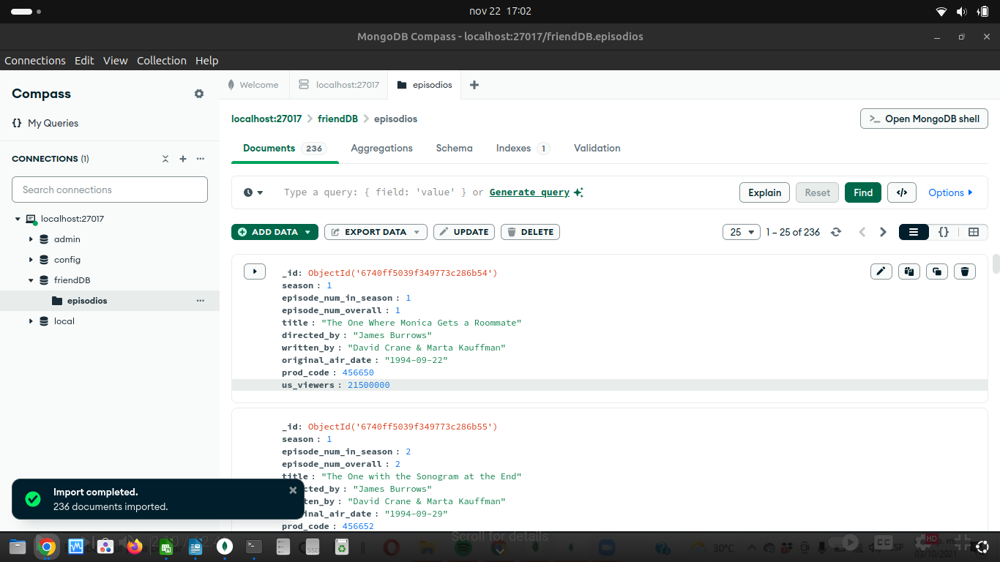 nov 22 17:02
MongoDB Compass - localhost:27017/friendDB.episodios
Connections Edit View Collection Help
Compass
{} My Queries
CONNECTIONS (1)
Search connections
localhost:27017
admin
config
friendDB
episodios
local
Welcome
localhost:27017
episodios
localhost:27017 > friendDB > episodios
>_ Open MongoDB shell
Documents 236 Aggregations Schema Indexes 1 Validation
Type a query: { field: 'value' } or Generate query
Explain Reset Find </> Options
ADD DATA EXPORT DATA UPDATE DELETE
25 1 – 25 of 236 {}
_id: ObjectId('6740ff5039f349773c286b54')
season : 1
episode_num_in_season : 1
episode_num_overall : 1
title : "The One Where Monica Gets a Roommate"
directed_by : "James Burrows"
written_by : "David Crane & Marta Kauffman"
original_air_date : "1994-09-22"
prod_code : 456650
us_viewers : 21500000
_id: ObjectId('6740ff5039f349773c286b55')
season : 1
episode_num_in_season : 2
episode_num_overall : 2
title : "The One with the Sonogram at the End"
cted_by : "James Burrows"
ten_by : "David Crane & Marta Kauffman"
inal_air_date : "1994-09-29"
prod_code : 456652
Import completed.
236 documents imported.
Scroll for details
SSD
30°C
CC
HD
ESP
03/10/2021